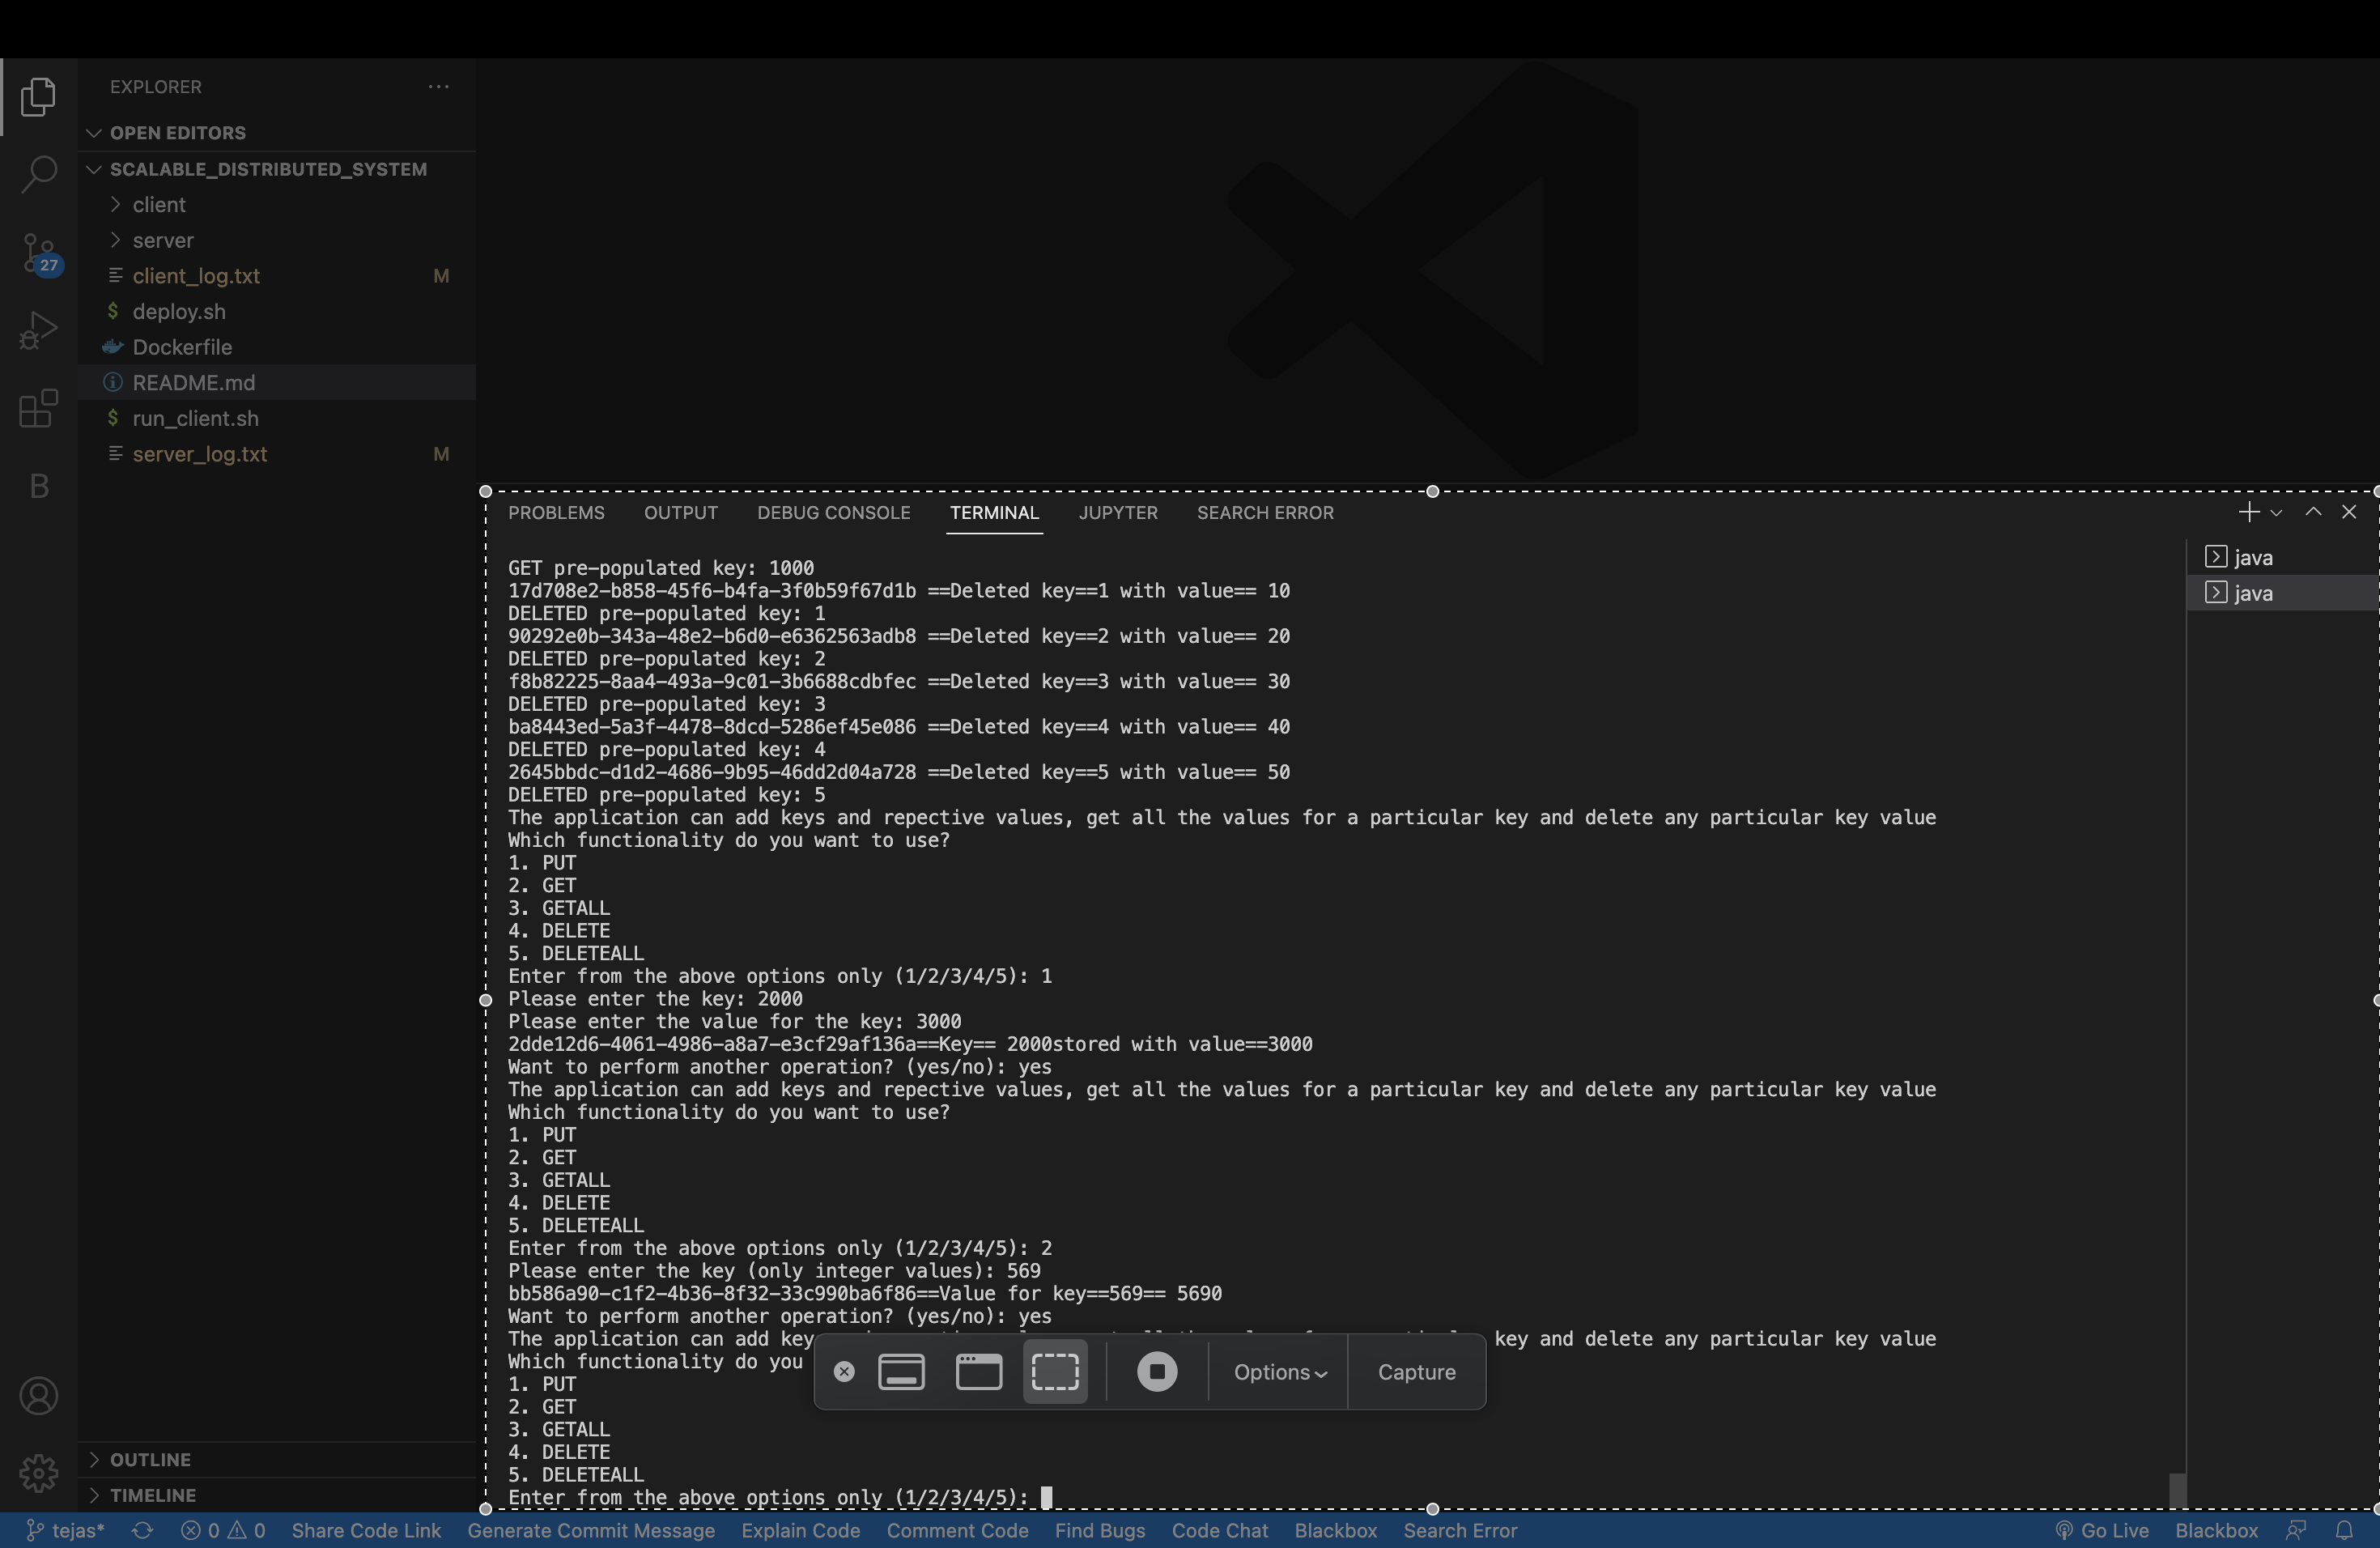 EXPLORER
OPEN EDITORS
SCALABLE_DISTRIBUTED_SYSTEM
client
server
client_log.txt M
deploy.sh
Dockerfile
README.md
run_client.sh
server_log.txt M
27
B
OUTLINE
TIMELINE
PROBLEMS OUTPUT DEBUG CONSOLE TERMINAL JUPYTER SEARCH ERROR
java
java
GET pre-populated key: 1000
17d708e2-b858-45f6-b4fa-3f0b59f67d1b ==Deleted key==1 with value== 10
DELETED pre-populated key: 1
90292e0b-343a-48e2-b6d0-e6362563adb8 ==Deleted key==2 with value== 20
DELETED pre-populated key: 2
f8b82225-8aa4-493a-9c01-3b6688cdbfec ==Deleted key==3 with value== 30
DELETED pre-populated key: 3
ba8443ed-5a3f-4478-8dcd-5286ef45e086 ==Deleted key==4 with value== 40
DELETED pre-populated key: 4
2645bbdc-d1d2-4686-9b95-46dd2d04a728 ==Deleted key==5 with value== 50
DELETED pre-populated key: 5
The application can add keys and repective values, get all the values for a particular key and delete any particular key value
Which functionality do you want to use?
1. PUT
2. GET
3. GETALL
4. DELETE
5. DELETEALL
Enter from the above options only (1/2/3/4/5): 1
Please enter the key: 2000
Please enter the value for the key: 3000
2dde12d6-4061-4986-a8a7-e3cf29af136a==Key== 2000stored with value==3000
Want to perform another operation? (yes/no): yes
The application can add keys and repective values, get all the values for a particular key and delete any particular key value
Which functionality do you want to use?
1. PUT
2. GET
3. GETALL
4. DELETE
5. DELETEALL
Enter from the above options only (1/2/3/4/5): 2
Please enter the key (only integer values): 569
bb586a90-c1f2-4b36-8f32-33c990ba6f86==Value for key==569== 5690
Want to perform another operation? (yes/no): yes
The application can add key key and delete any particular key value
Which functionality do you
1. PUT
2. GET
3. GETALL
4. DELETE
5. DELETEALL
Enter from the above options only (1/2/3/4/5):
Options Capture
tejas* 0 0 Share Code Link Generate Commit Message Explain Code Comment Code Find Bugs Code Chat Blackbox Search Error Go Live Blackbox